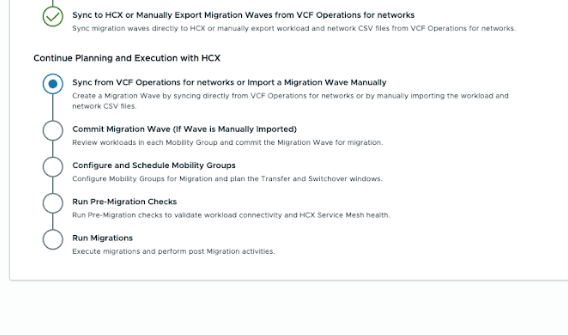 Sync to HCX or Manually Export Migration Waves from VCF Operations for networks
Sync migration waves directly to HCX or manually export workload and network CSV files from VCF Operations for networks.
Continue Planning and Execution with HCX
Sync from VCF Operations for networks or Import a Migration Wave Manually
Create a Migration Wave by syncing directly from VCF Operations for networks or by manually importing the workload and
network CSV files.
Commit Migration Wave (If Wave is Manually Imported)
Review workloads in each Mobility Group and commit the Migration Wave for migration.
Configure and Schedule Mobility Groups
Configure Mobility Groups for Migration and plan the Transfer and Switchover windows.
Run Pre-Migration Checks
Run Pre-Migration checks to validate workload connectivity and HCX Service Mesh health.
Run Migrations
Execute migrations and perform post Migration activities.